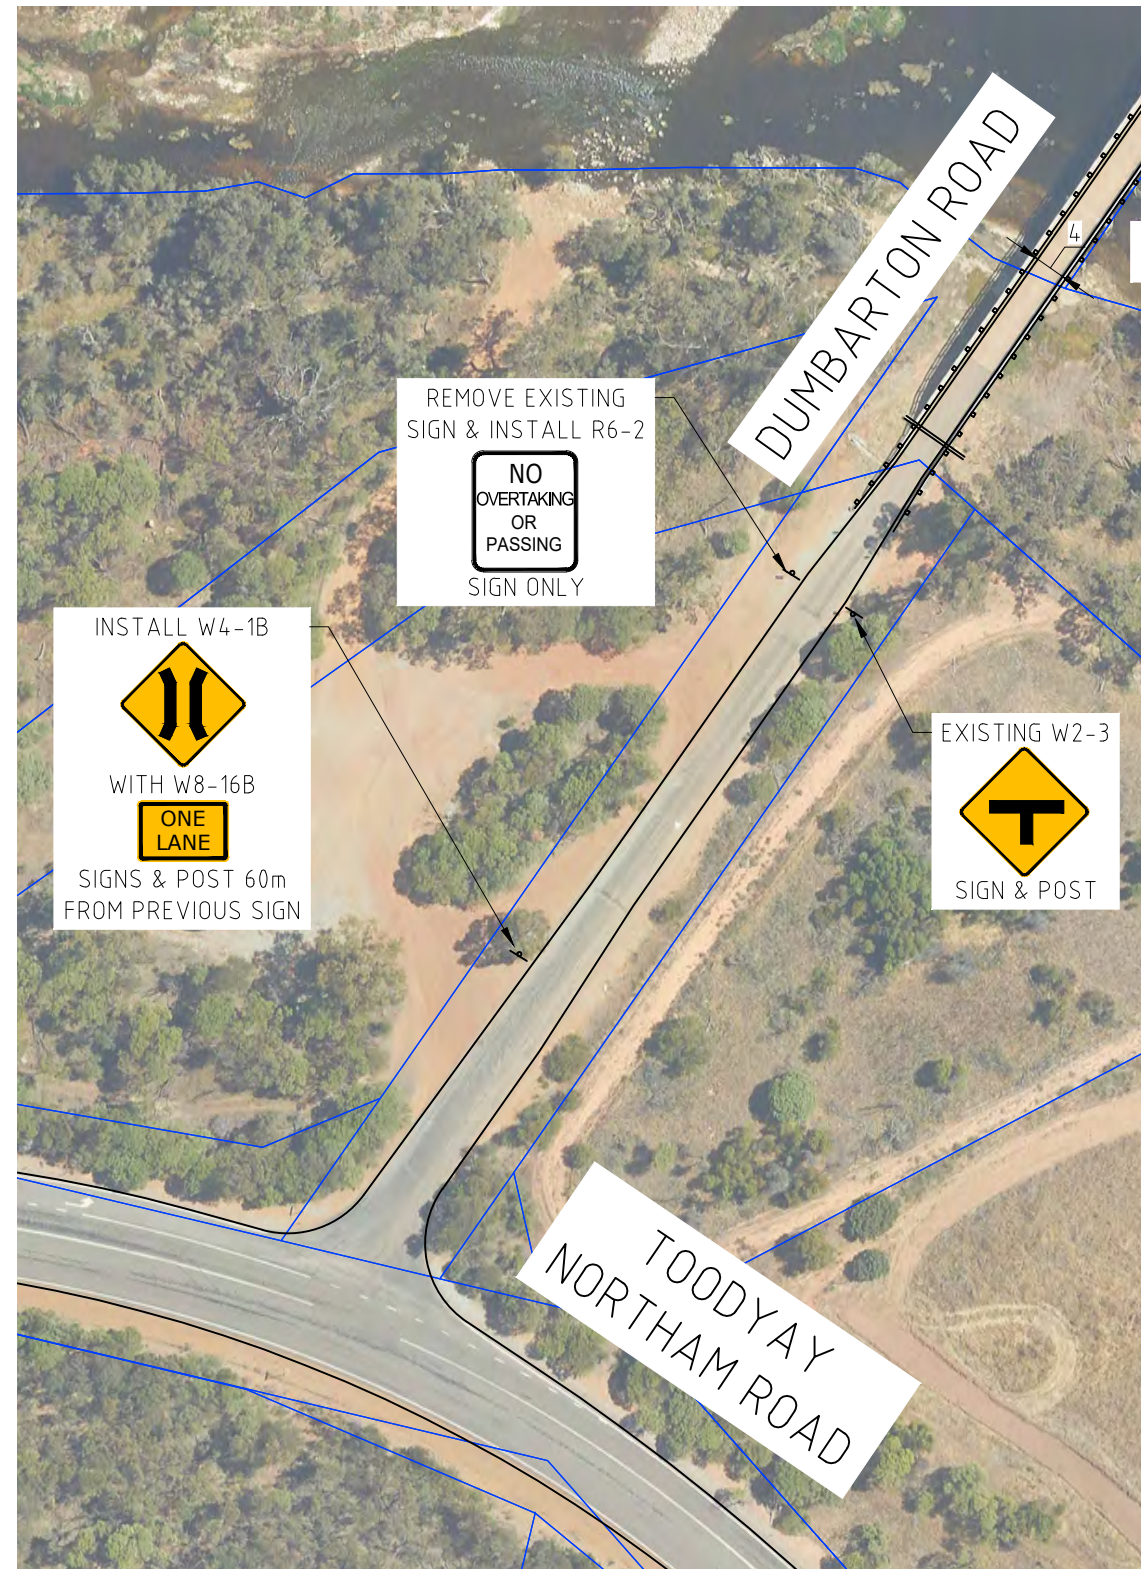 DUMBARTON ROAD
4
REMOVE EXISTING
SIGN & INSTALL R6-2
NO
OVERTAKING
OR
PASSING
SIGN ONLY
INSTALL W4-1B
WITH W8-16B
ONE
LANE
SIGNS & POST 60m
FROM PREVIOUS SIGN
EXISTING W2-3
SIGN & POST
TOODYAY
NORTHAM ROAD